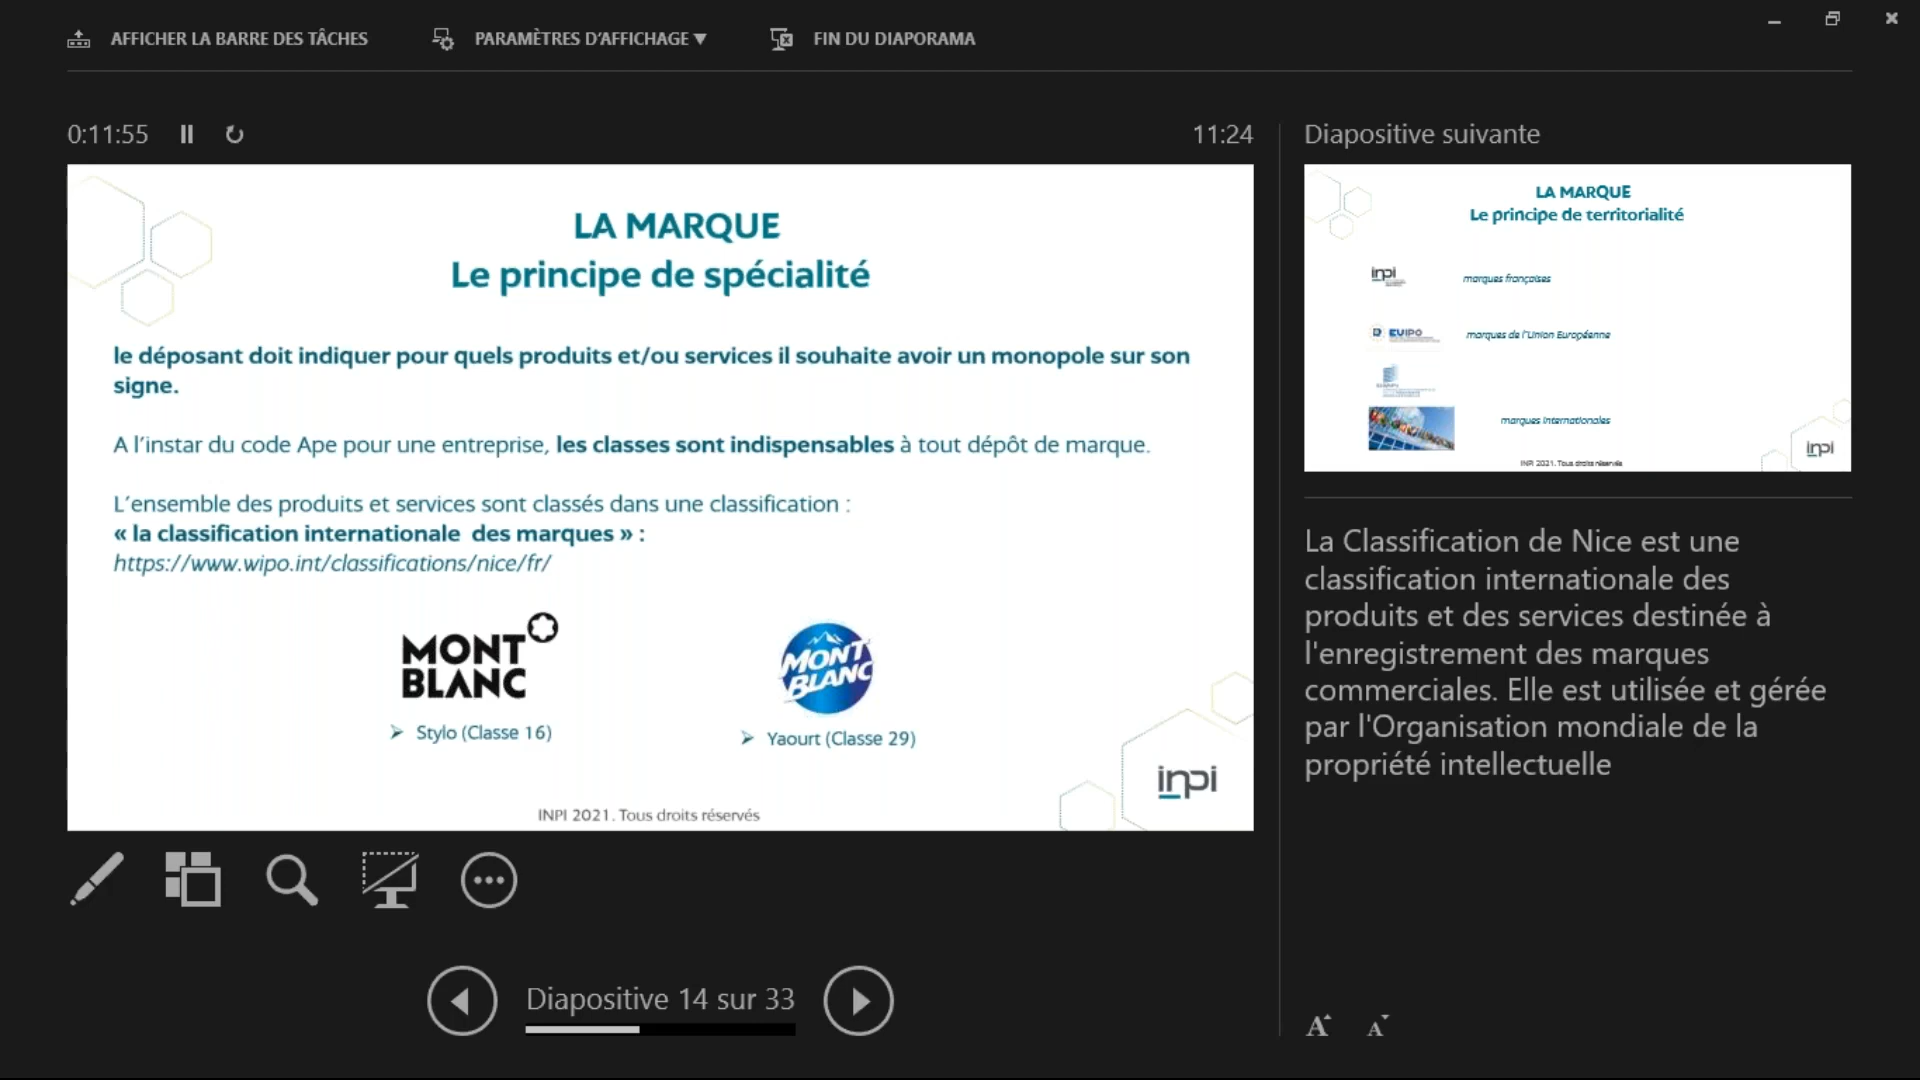 AFFICHER LA BARRE DES TÂCHES
PARAMÈTRES D'AFFICHAGE ▼
FIN DU DIAPORAMA
0:11:55
11:24
LA MARQUE
Le principe de spécialité
le déposant doit indiquer pour quels produits et/ou services il souhaite avoir un monopole sur son
signe.
A l'instar du code Ape pour une entreprise, les classes sont indispensables à tout dépôt de marque.
L'ensemble des produits et services sont classés dans une classification :
« la classification internationale  des marques » :
https://www.wipo.int/classifications/nice/fr/
MONT
BLANC
➢ Stylo (Classe 16)
MONT
BLANC
➢ Yaourt (Classe 29)
inpi
INPI 2021. Tous droits réservés
Diapositive 14 sur 33
Diapositive suivante
LA MARQUE
Le principe de territorialité
inpi
marques françaises
EUIPO
marques de l'Union Européenne
marques internationales
inpi
INPI 2021. Tous droits réservés
La Classification de Nice est une
classification internationale des
produits et des services destinée à
l'enregistrement des marques
commerciales. Elle est utilisée et gérée
par l'Organisation mondiale de la
propriété intellectuelle
A A